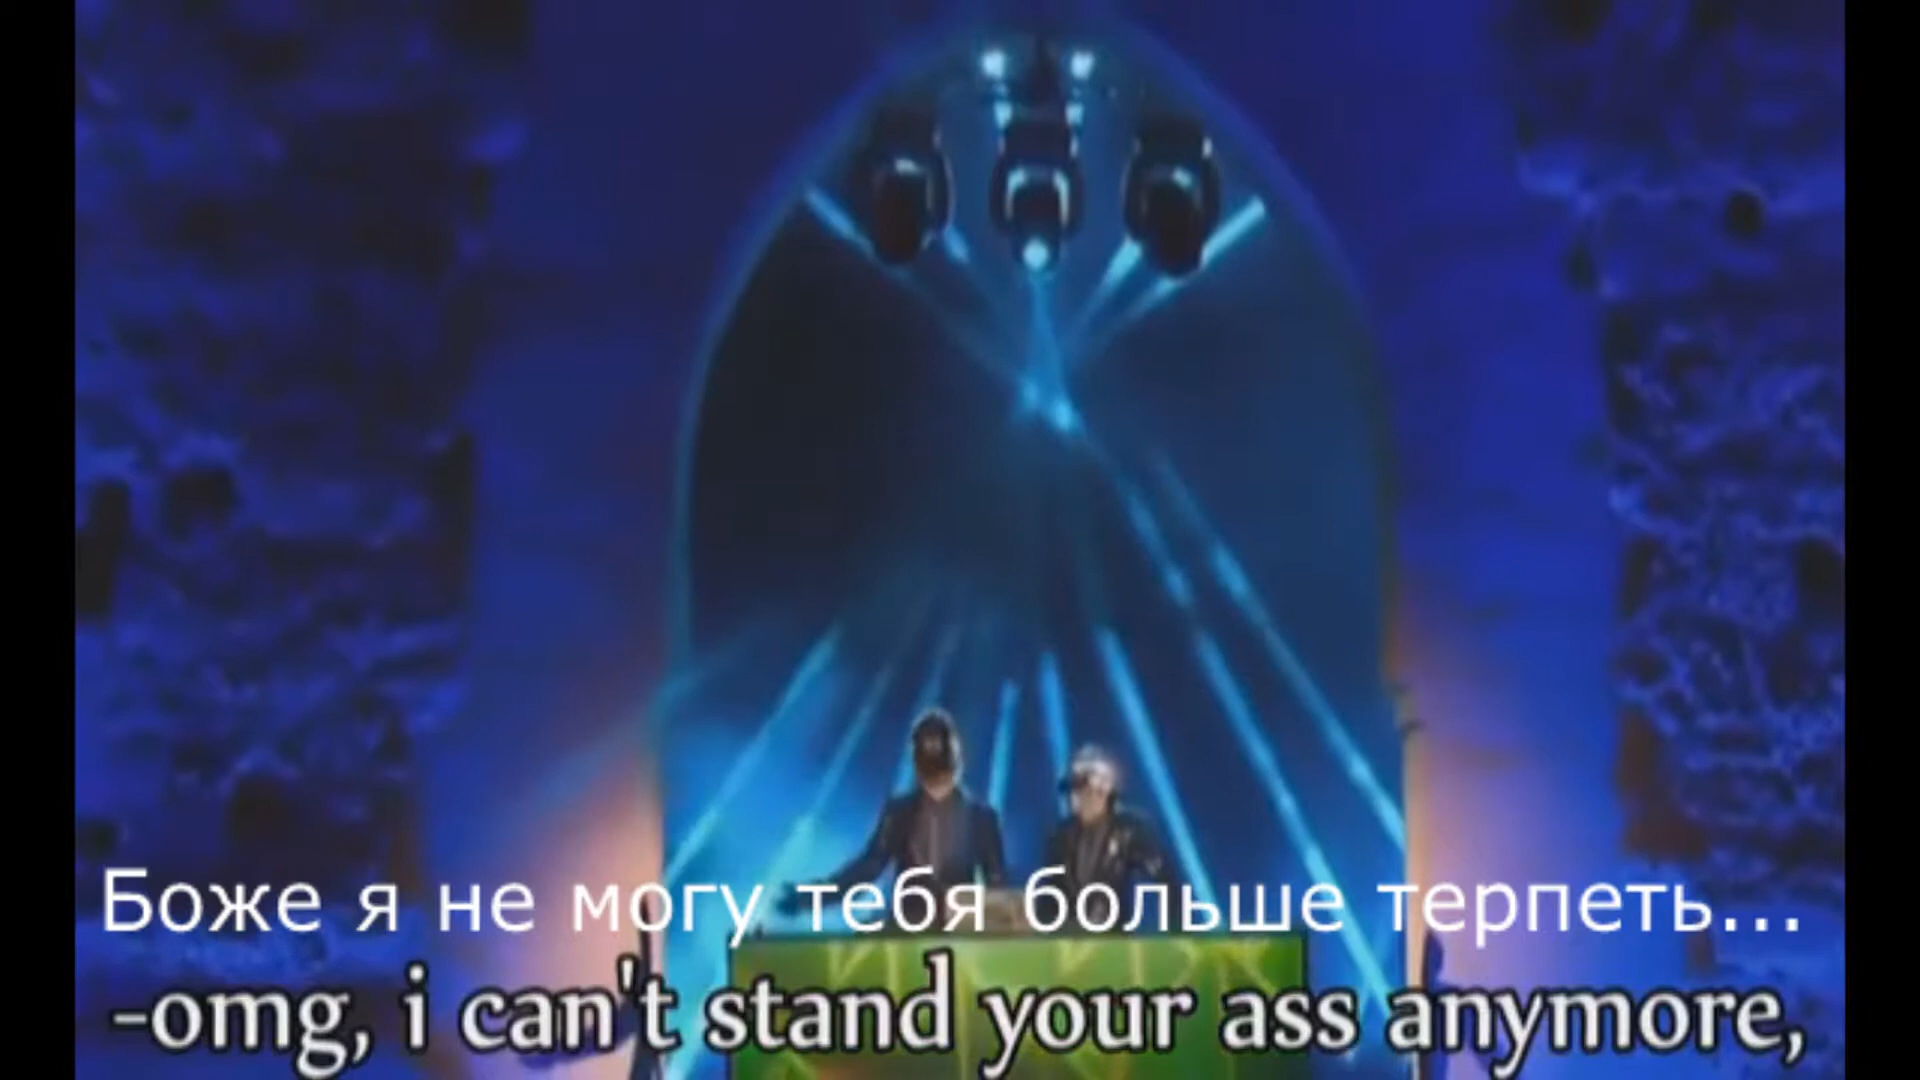 Боже я не могу тебя больше терпеть...
-omg, i can't stand your ass anymore,